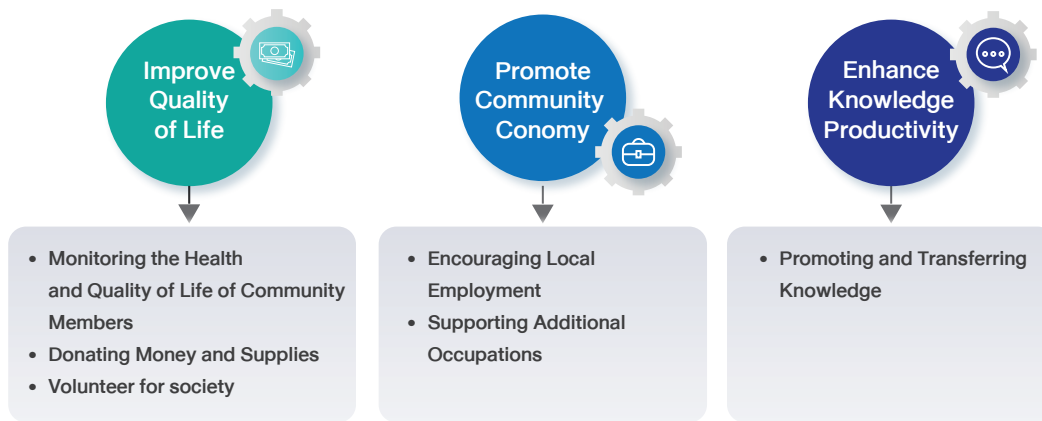 Improve
Quality
of Life
• Monitoring the Health
and Quality of Life of Community
Members
• Donating Money and Supplies
• Volunteer for society
Promote
Community
Conomy
• Encouraging Local
Employment
• Supporting Additional
Occupations
Enhance
Knowledge
Productivity
• Promoting and Transferring
Knowledge